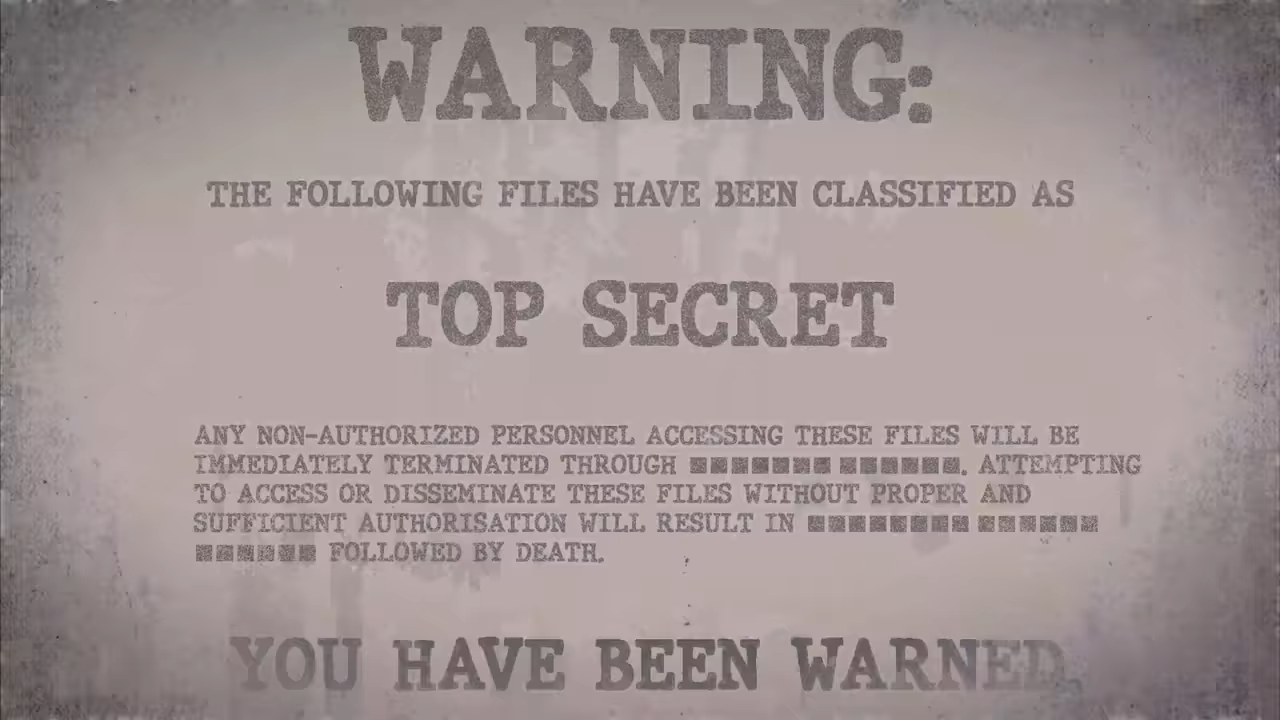 WARNING:
THE FOLLOWING FILES HAVE BEEN CLASSIFIED AS
TOP SECRET
ANY NON-AUTHORIZED PERSONNEL ACCESSING THESE FILES WILL BE
IMMEDIATELY TERMINATED THROUGH ■■■■■■■ ■■■■■■. ATTEMPTING
TO ACCESS OR DISSEMINATE THESE FILES WITHOUT PROPER AND
SUFFICIENT AUTHORISATION WILL RESULT IN ■■■■■■■■ ■■■■■■
■■■■■■ FOLLOWED BY DEATH.
YOU HAVE BEEN WARNED